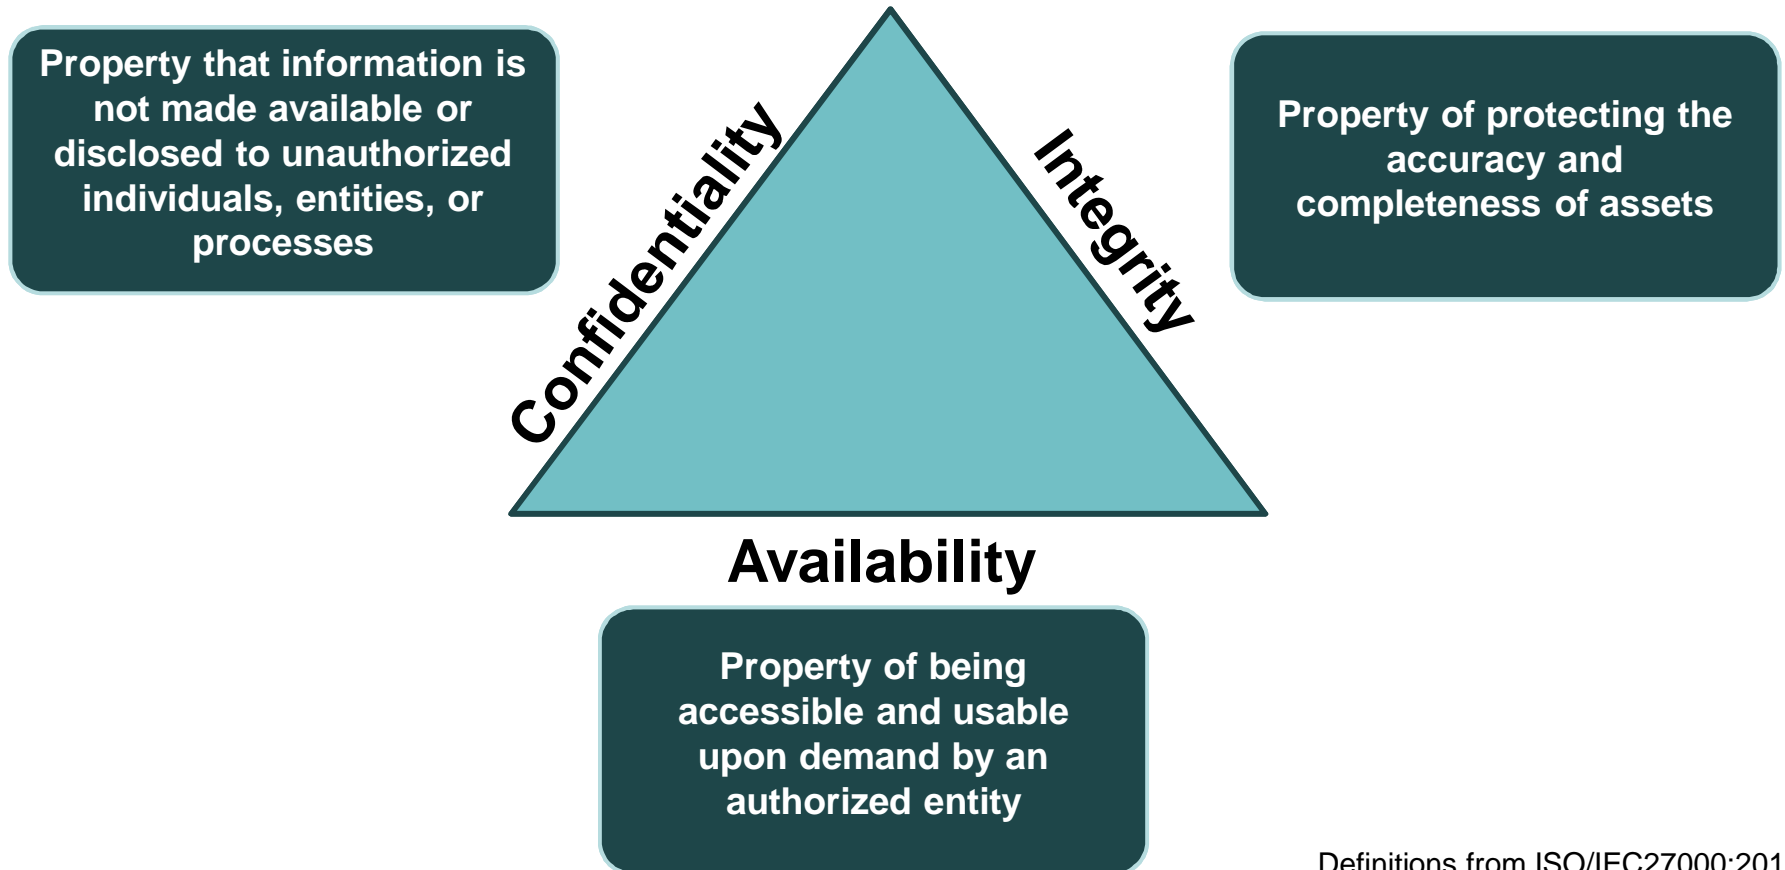 Property that information is
not made available or
disclosed to unauthorized
individuals, entities, or
processes
Confidentiality
Integrity
Property of protecting the
accuracy and
completeness of assets
Availability
Property of being
accessible and usable
upon demand by an
authorized entity
Definitions from ISO/IEC27000:201